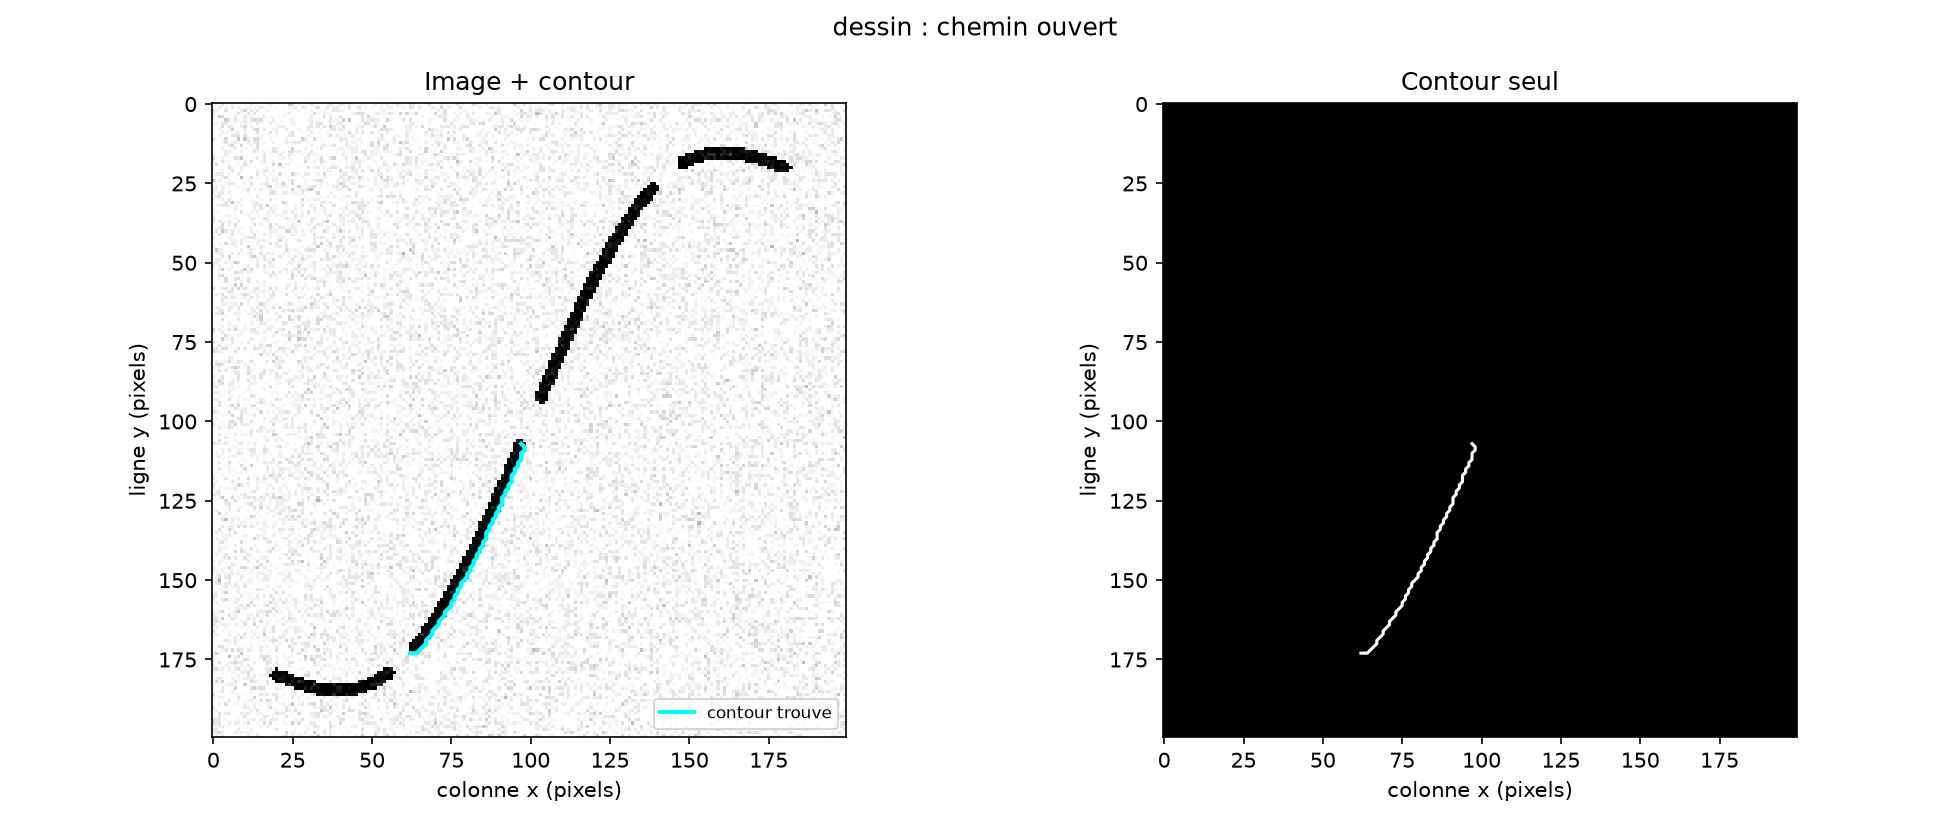 dessin : chemin ouvert
Image + contour
0
25
50
75
100
125
150
175
ligne y (pixels)
0 25 50 75 100 125 150 175
colonne x (pixels)
contour trouve
Contour seul
0
25
50
75
100
125
150
175
ligne y (pixels)
0 25 50 75 100 125 150 175
colonne x (pixels)